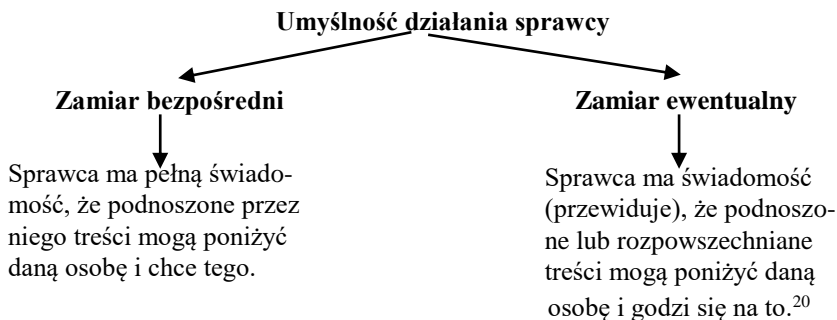 Umyślność działania sprawcy
Zamiar bezpośredni
Sprawca ma pełną świado-
mość, że podnoszone przez
niego treści mogą poniżyć
daną osobę i chce tego.
Zamiar ewentualny
Sprawca ma świadomość
(przewiduje), że podnoszo-
ne lub rozpowszechniane
treści mogą poniżyć daną
osobę i godzi się na to.20